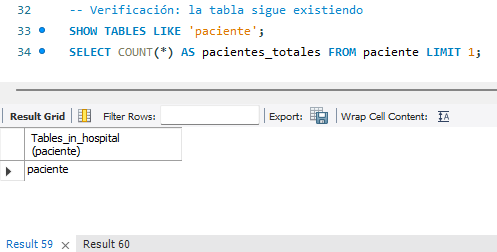 32 -- Verificación: la tabla sigue existiendo
33 SHOW TABLES LIKE 'paciente';
34 SELECT COUNT(*) AS pacientes_totales FROM paciente LIMIT 1;
Result Grid Filter Rows: Export: Wrap Cell Content:
Tables_in_hospital
(paciente)
paciente
Result 59 Result 60